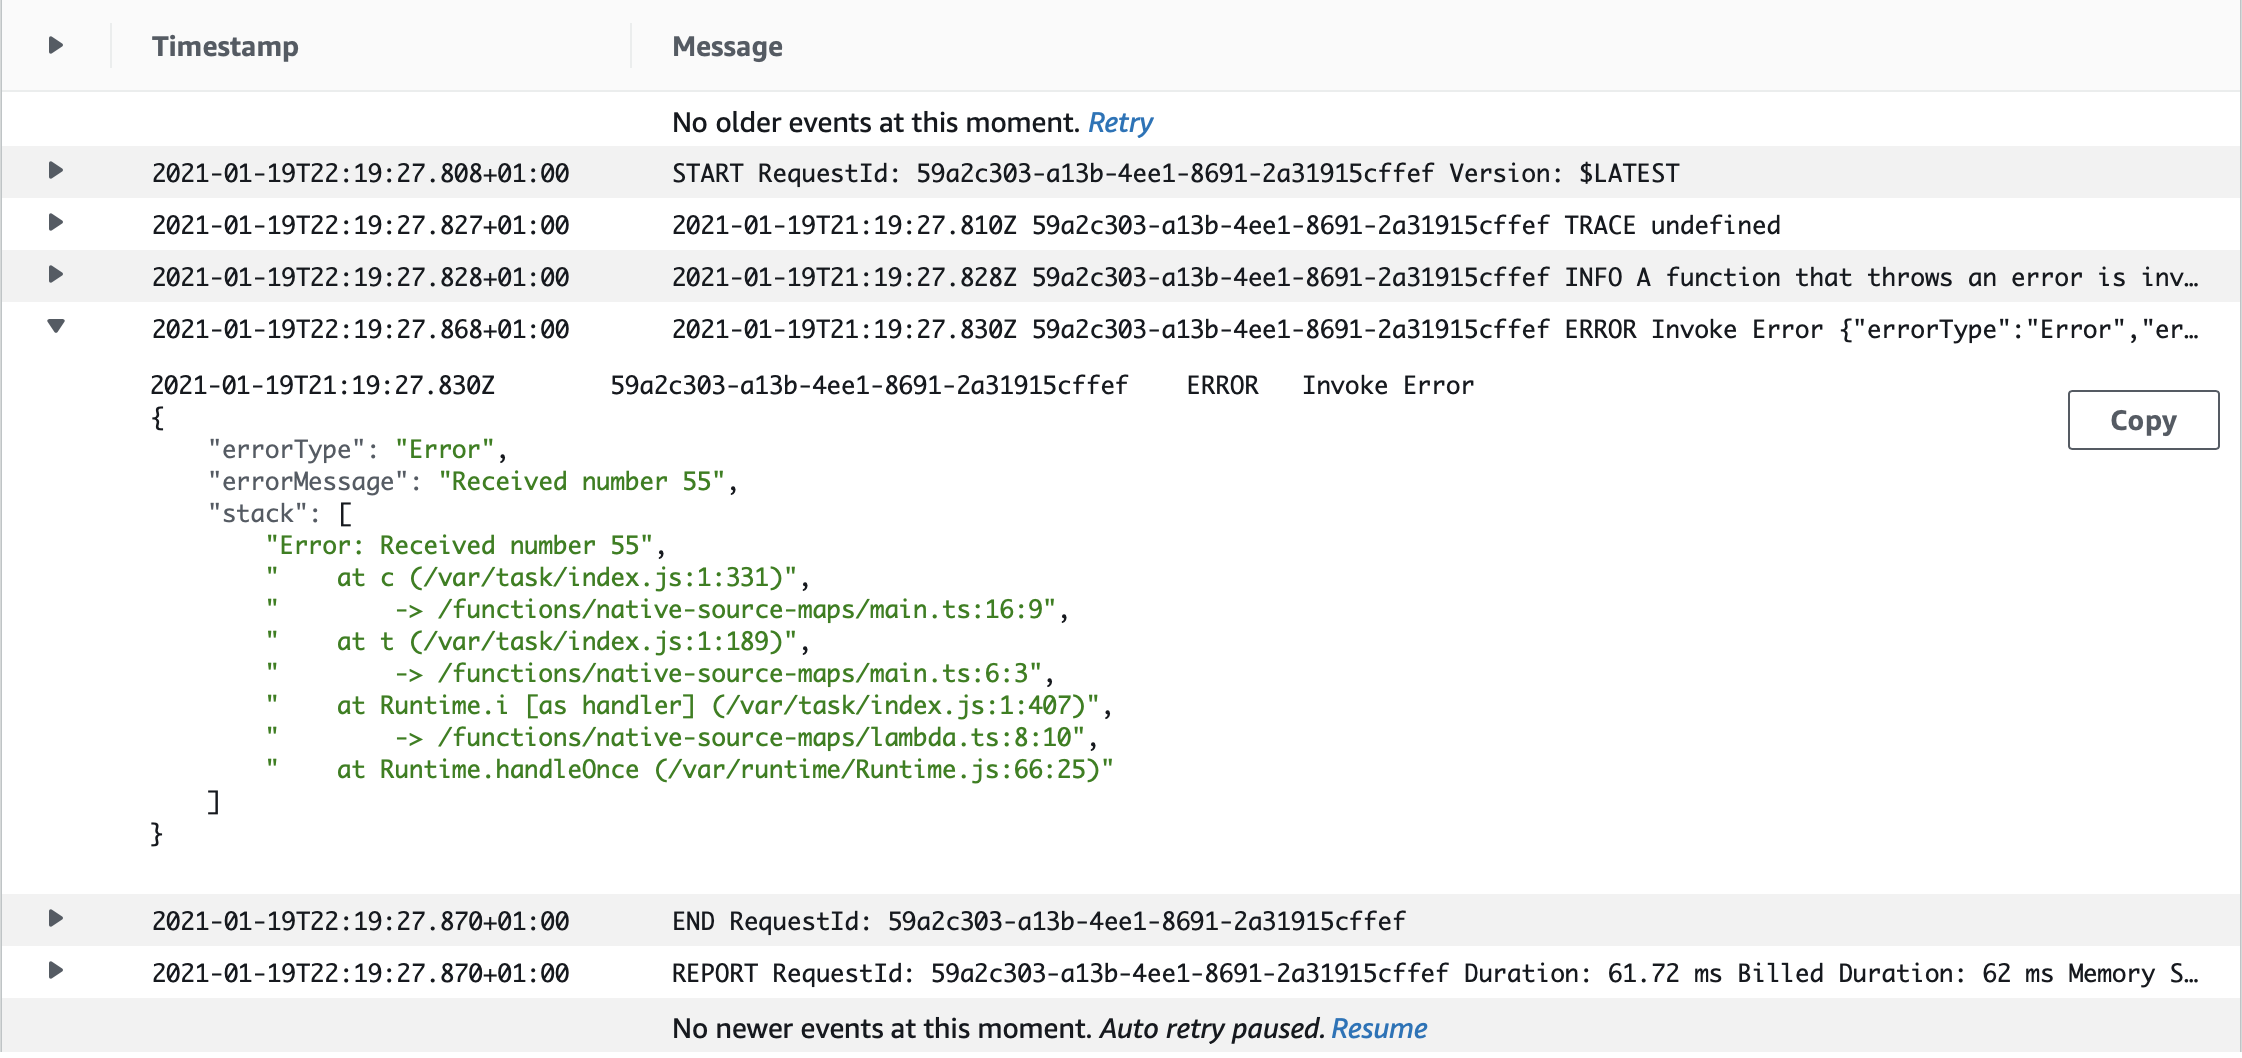 Timestamp Message
No older events at this moment. Retry
2021-01-19T22:19:27.808+01:00 START RequestId: 59a2c303-a13b-4ee1-8691-2a31915cffef Version: $LATEST
2021-01-19T22:19:27.827+01:00 2021-01-19T21:19:27.810Z 59a2c303-a13b-4ee1-8691-2a31915cffef TRACE undefined
2021-01-19T22:19:27.828+01:00 2021-01-19T21:19:27.828Z 59a2c303-a13b-4ee1-8691-2a31915cffef INFO A function that throws an error is inv…
2021-01-19T22:19:27.868+01:00 2021-01-19T21:19:27.830Z 59a2c303-a13b-4ee1-8691-2a31915cffef ERROR Invoke Error {"errorType":"Error","er…
2021-01-19T21:19:27.830Z 59a2c303-a13b-4ee1-8691-2a31915cffef ERROR Invoke Error
Copy
{
"errorType": "Error",
"errorMessage": "Received number 55",
"stack": [
"Error: Received number 55",
"    at c (/var/task/index.js:1:331)",
"        -> /functions/native-source-maps/main.ts:16:9",
"    at t (/var/task/index.js:1:189)",
"        -> /functions/native-source-maps/main.ts:6:3",
"    at Runtime.i [as handler] (/var/task/index.js:1:407)",
"        -> /functions/native-source-maps/lambda.ts:8:10",
"    at Runtime.handleOnce (/var/runtime/Runtime.js:66:25)"
]
}
2021-01-19T22:19:27.870+01:00 END RequestId: 59a2c303-a13b-4ee1-8691-2a31915cffef
2021-01-19T22:19:27.870+01:00 REPORT RequestId: 59a2c303-a13b-4ee1-8691-2a31915cffef Duration: 61.72 ms Billed Duration: 62 ms Memory S…
No newer events at this moment. Auto retry paused. Resume